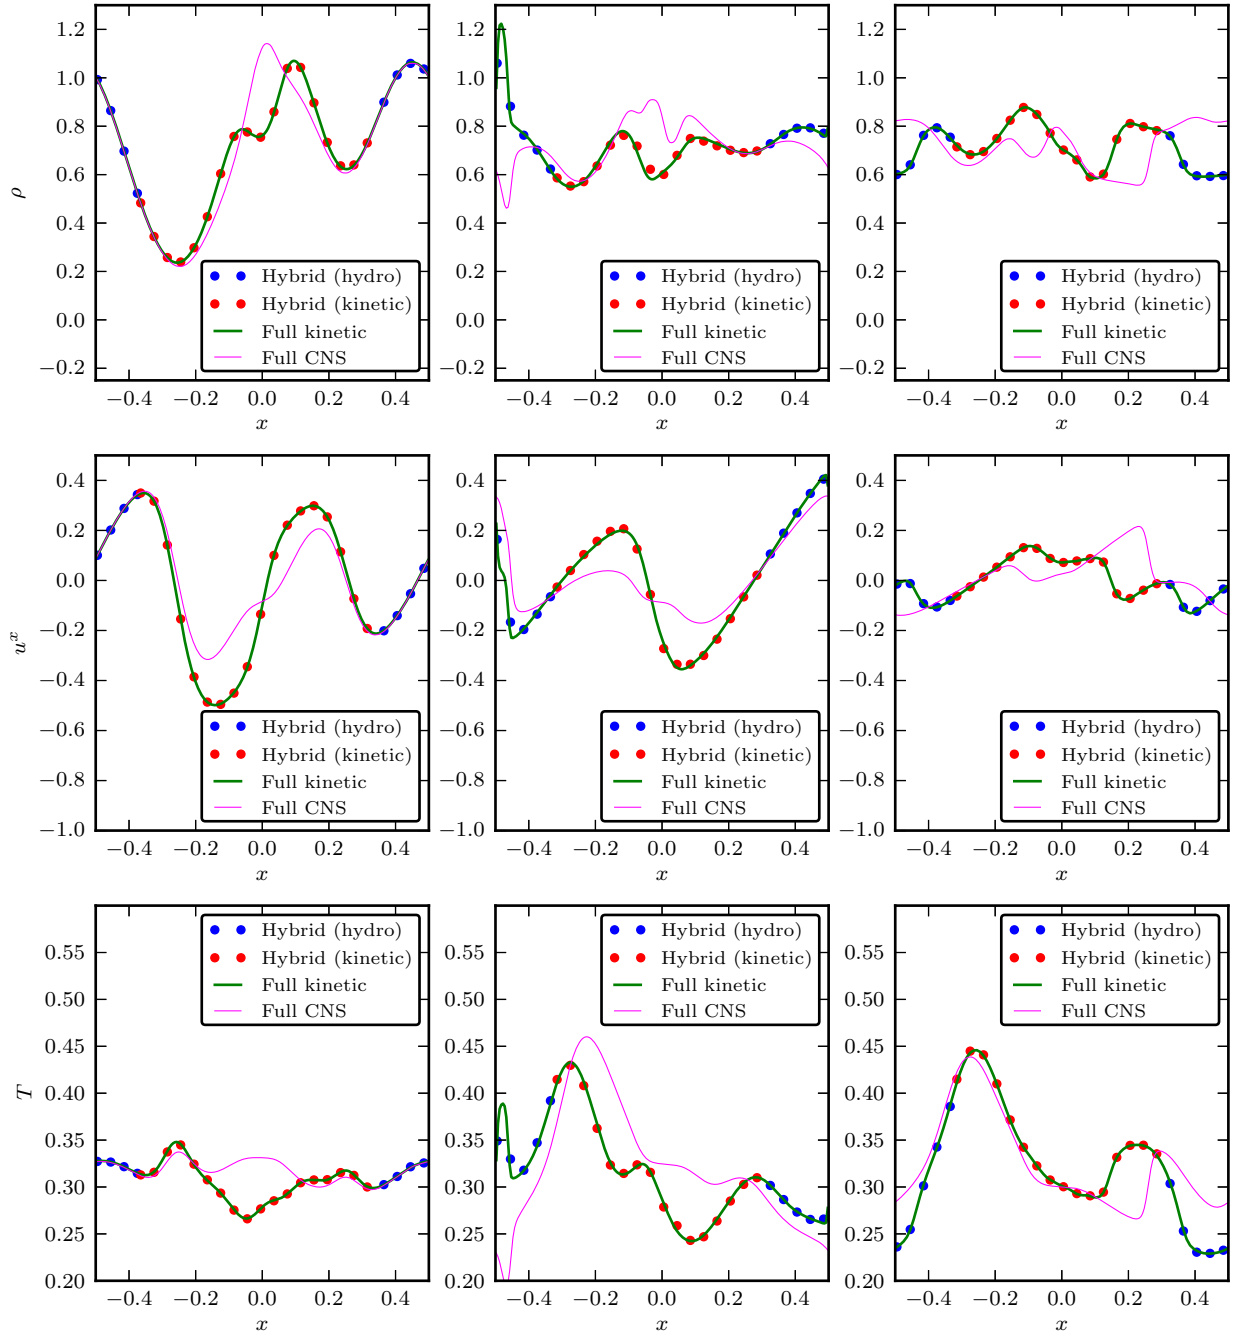 ρ
1.2
1.0
0.8
0.6
0.4
0.2
0.0
−0.2
Hybrid (hydro)
Hybrid (kinetic)
Full kinetic
Full CNS
−0.4 −0.2 0.0 0.2 0.4
x
1.2
1.0
0.8
0.6
0.4
0.2
0.0
−0.2
Hybrid (hydro)
Hybrid (kinetic)
Full kinetic
Full CNS
−0.4 −0.2 0.0 0.2 0.4
x
1.2
1.0
0.8
0.6
0.4
0.2
0.0
−0.2
Hybrid (hydro)
Hybrid (kinetic)
Full kinetic
Full CNS
−0.4 −0.2 0.0 0.2 0.4
x
u^x
0.4
0.2
0.0
−0.2
−0.4
−0.6
−0.8
−1.0
Hybrid (hydro)
Hybrid (kinetic)
Full kinetic
Full CNS
−0.4 −0.2 0.0 0.2 0.4
x
0.4
0.2
0.0
−0.2
−0.4
−0.6
−0.8
−1.0
Hybrid (hydro)
Hybrid (kinetic)
Full kinetic
Full CNS
−0.4 −0.2 0.0 0.2 0.4
x
0.4
0.2
0.0
−0.2
−0.4
−0.6
−0.8
−1.0
Hybrid (hydro)
Hybrid (kinetic)
Full kinetic
Full CNS
−0.4 −0.2 0.0 0.2 0.4
x
T
0.55
0.50
0.45
0.40
0.35
0.30
0.25
0.20
Hybrid (hydro)
Hybrid (kinetic)
Full kinetic
Full CNS
−0.4 −0.2 0.0 0.2 0.4
x
0.55
0.50
0.45
0.40
0.35
0.30
0.25
0.20
Hybrid (hydro)
Hybrid (kinetic)
Full kinetic
Full CNS
−0.4 −0.2 0.0 0.2 0.4
x
0.55
0.50
0.45
0.40
0.35
0.30
0.25
0.20
Hybrid (hydro)
Hybrid (kinetic)
Full kinetic
Full CNS
−0.4 −0.2 0.0 0.2 0.4
x